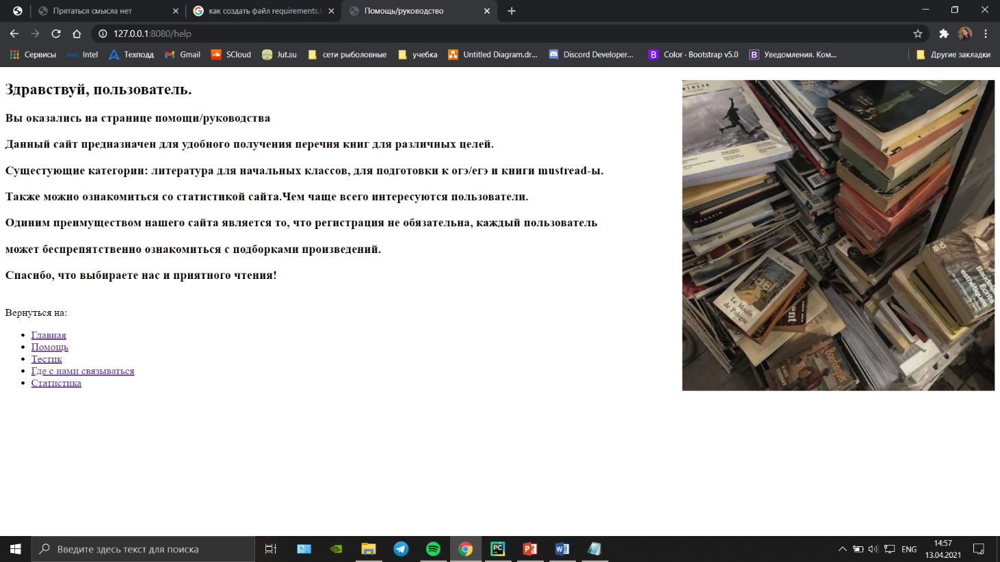 Прятаться смысла нет
как создать файл requirements.t
Помощь/руководство
127.0.0.1:8080/help
Сервисы
Intel
Техподд
Gmail
SCloud
Jut.su
сети рыболовные
учебка
Untitled Diagram.dr...
Discord Developer...
Color · Bootstrap v5.0
Уведомления. Ком...
Другие закладки
Здравствуй, пользователь.
Вы оказались на странице помощи/руководства
Данный сайт предназначен для удобного получения перечня книг для различных целей.
Сущестующие категории: литература для начальных классов, для подготовки к огэ/егэ и книги mustread-ы.
Также можно ознакомиться со статистикой сайта.Чем чаще всего интересуются пользователи.
Одиним преимуществом нашего сайта является то, что регистрация не обязательна, каждый пользователь
может беспрепятственно ознакомиться с подборками произведений.
Спасибо, что выбираете нас и приятного чтения!
Вернуться на:
Главная
Помощь
Тестик
Где с нами связываться
Статистика
MAGASIN
Jean Giono
Le Moulin
de Pologne
Baudelaire
Écrits
esthétiques
Введите здесь текст для поиска
ENG
14:57
13.04.2021